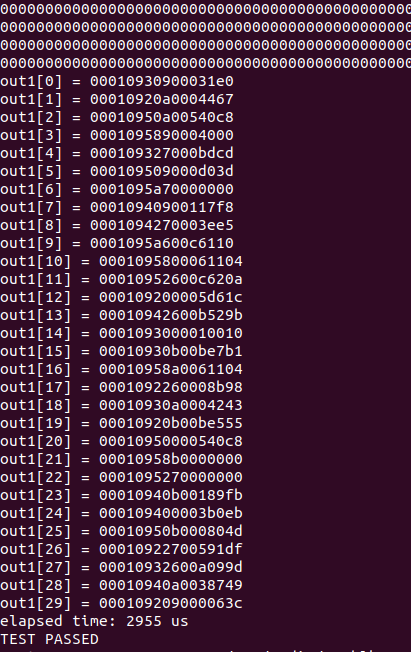 out1[0] = 00010930900031e0
out1[1] = 00010920a0004467
out1[2] = 00010950a00540c8
out1[3] = 0001095890004000
out1[4] = 000109327000bdcd
out1[5] = 000109509000d03d
out1[6] = 0001095a70000000
out1[7] = 00010940900117f8
out1[8] = 00010942700003ee5
out1[9] = 0001095a600c6110
out1[10] = 0001095800061104
out1[11] = 00010952600c620a
out1[12] = 000109200005d61c
out1[13] = 00010942600b529b
out1[14] = 0001093000010010
out1[15] = 00010930b00be7b1
out1[16] = 00010958a0061104
out1[17] = 0001092260008b98
out1[18] = 00010930a0004243
out1[19] = 00010920b00be555
out1[20] = 00010950000540c8
out1[21] = 00010958b0000000
out1[22] = 0001095270000000
out1[23] = 00010940b00189fb
out1[24] = 000109400003b0eb
out1[25] = 00010950b000804d
out1[26] = 00010922700591df
out1[27] = 00010932600a099d
out1[28] = 00010940a0038749
out1[29] = 000109209000063c
elapsed time: 2955 us
TEST PASSED